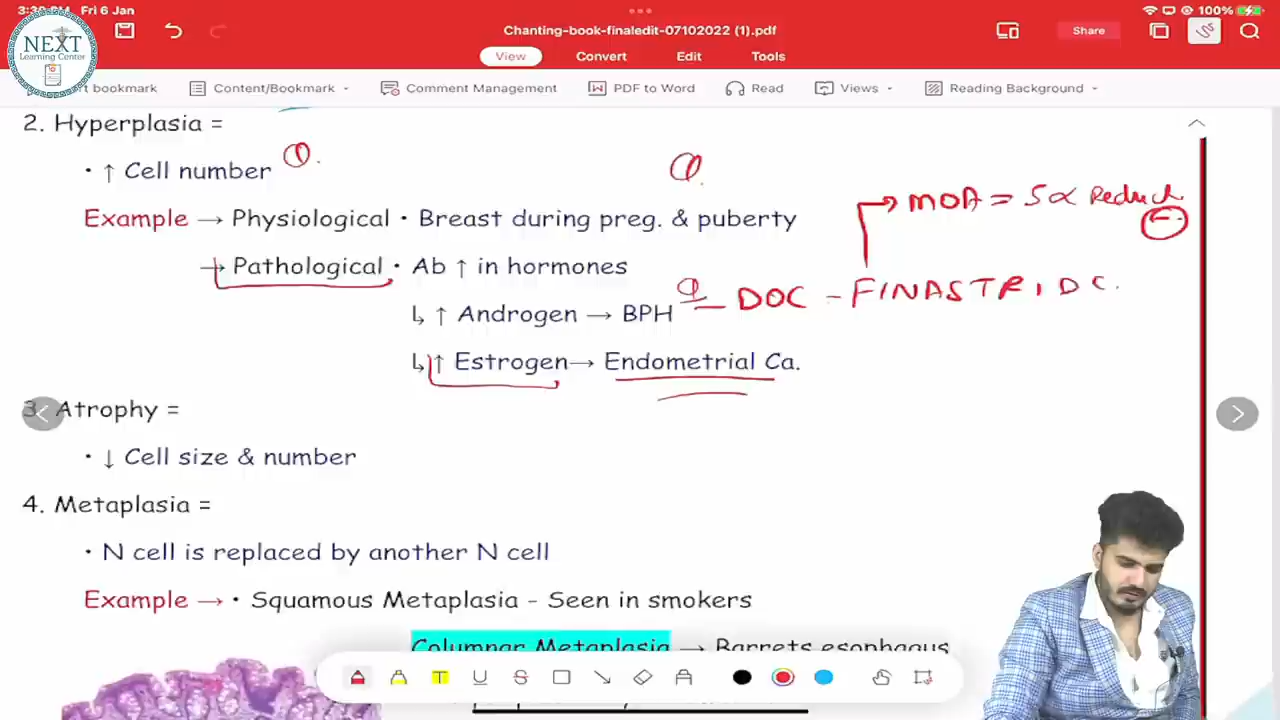 3:30 PM Fri 6 Jan
100%
NEXT
Learning Center
Chanting-book-finaledit-07102022 (1).pdf
Share
View Convert Edit Tools
bookmark Content/Bookmark Comment Management PDF to Word Read Views Reading Background
2. Hyperplasia =
• ↑ Cell number
Example → Physiological • Breast during preg. & puberty
MOA = 5α Reduct
→ Pathological • Ab ↑ in hormones
DOC - FINASTRIDE
↳ ↑ Androgen → BPH
↳ ↑ Estrogen → Endometrial Ca.
3. Atrophy =
• ↓ Cell size & number
4. Metaplasia =
• N cell is replaced by another N cell
Example → • Squamous Metaplasia - Seen in smokers
Columnar Metaplasia → Barrets esophagus